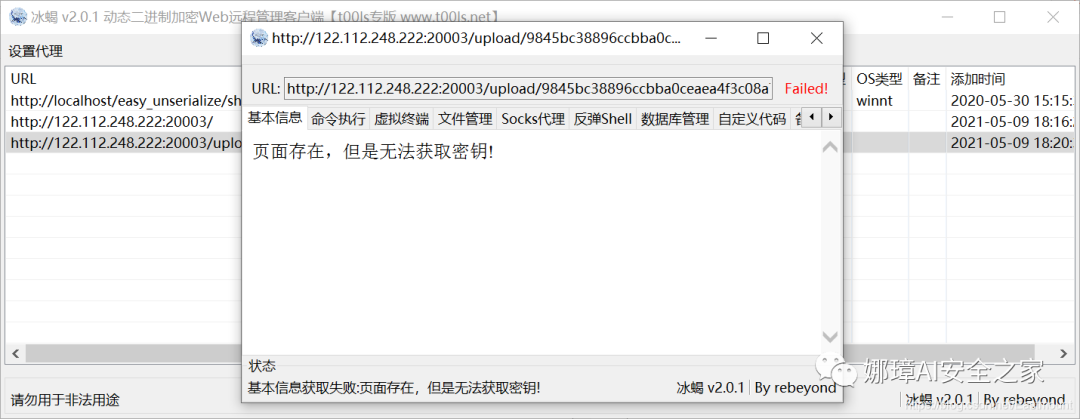 冰蝎 v2.0.1 动态二进制加密Web远程管理客户端【t00ls专版 www.t00ls.net】
设置代理
URL
OS类型 备注 添加时间
http://localhost/easy_unserialize/sh
winnt
2020-05-30 15:15:
http://122.112.248.222:20003/
2021-05-09 18:16:
http://122.112.248.222:20003/uplo
2021-05-09 18:20:
http://122.112.248.222:20003/upload/9845bc38896ccbba0c...
URL: http://122.112.248.222:20003/upload/9845bc38896ccbba0ceaea4f3c08a
Failed!
基本信息 命令执行 虚拟终端 文件管理 Socks代理 反弹Shell 数据库管理 自定义代码
页面存在，但是无法获取密钥!
状态
基本信息获取失败:页面存在，但是无法获取密钥!
冰蝎 v2.0.1 By rebeyond
娜璋AI安全之家
请勿用于非法用途
冰蝎 v2.0.1 By rebeyond